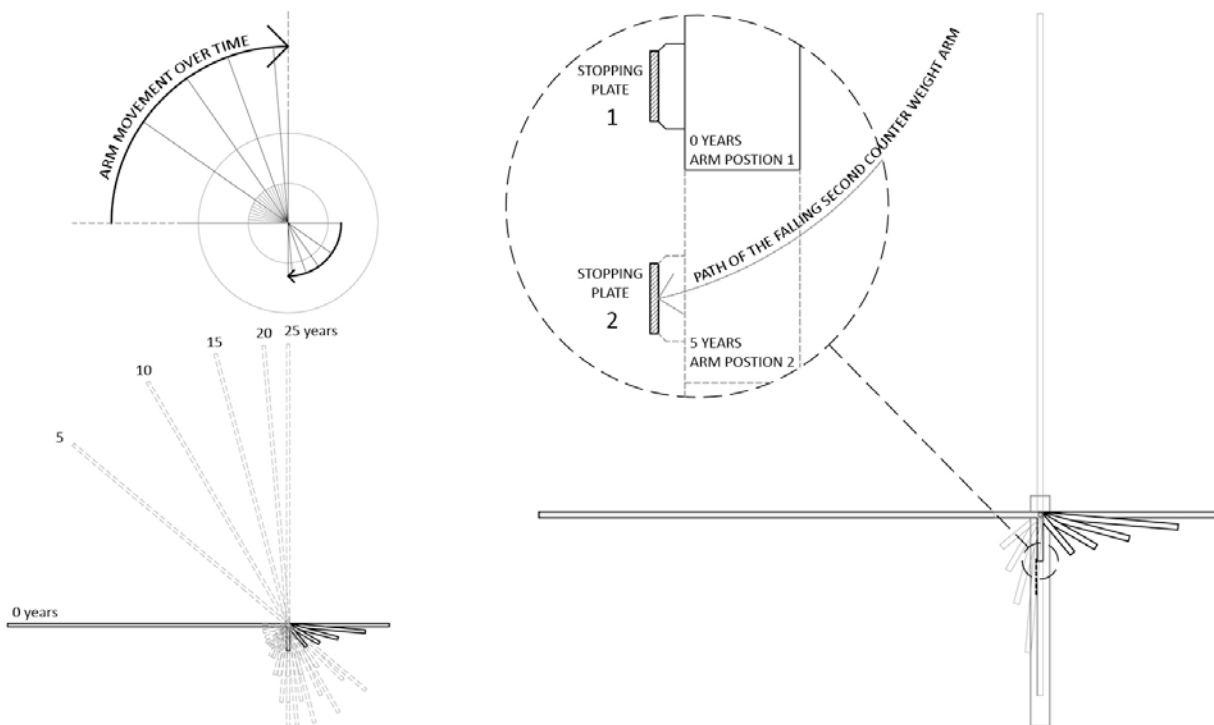 ARM MOVEMENT OVER TIME
STOPPING
PLATE
1
0 YEARS
ARM POSTION 1
PATH OF THE FALLING SECOND COUNTER WEIGHT ARM
STOPPING
PLATE
2
5 YEARS
ARM POSTION 2
5
10
15
20
25 years
0 years